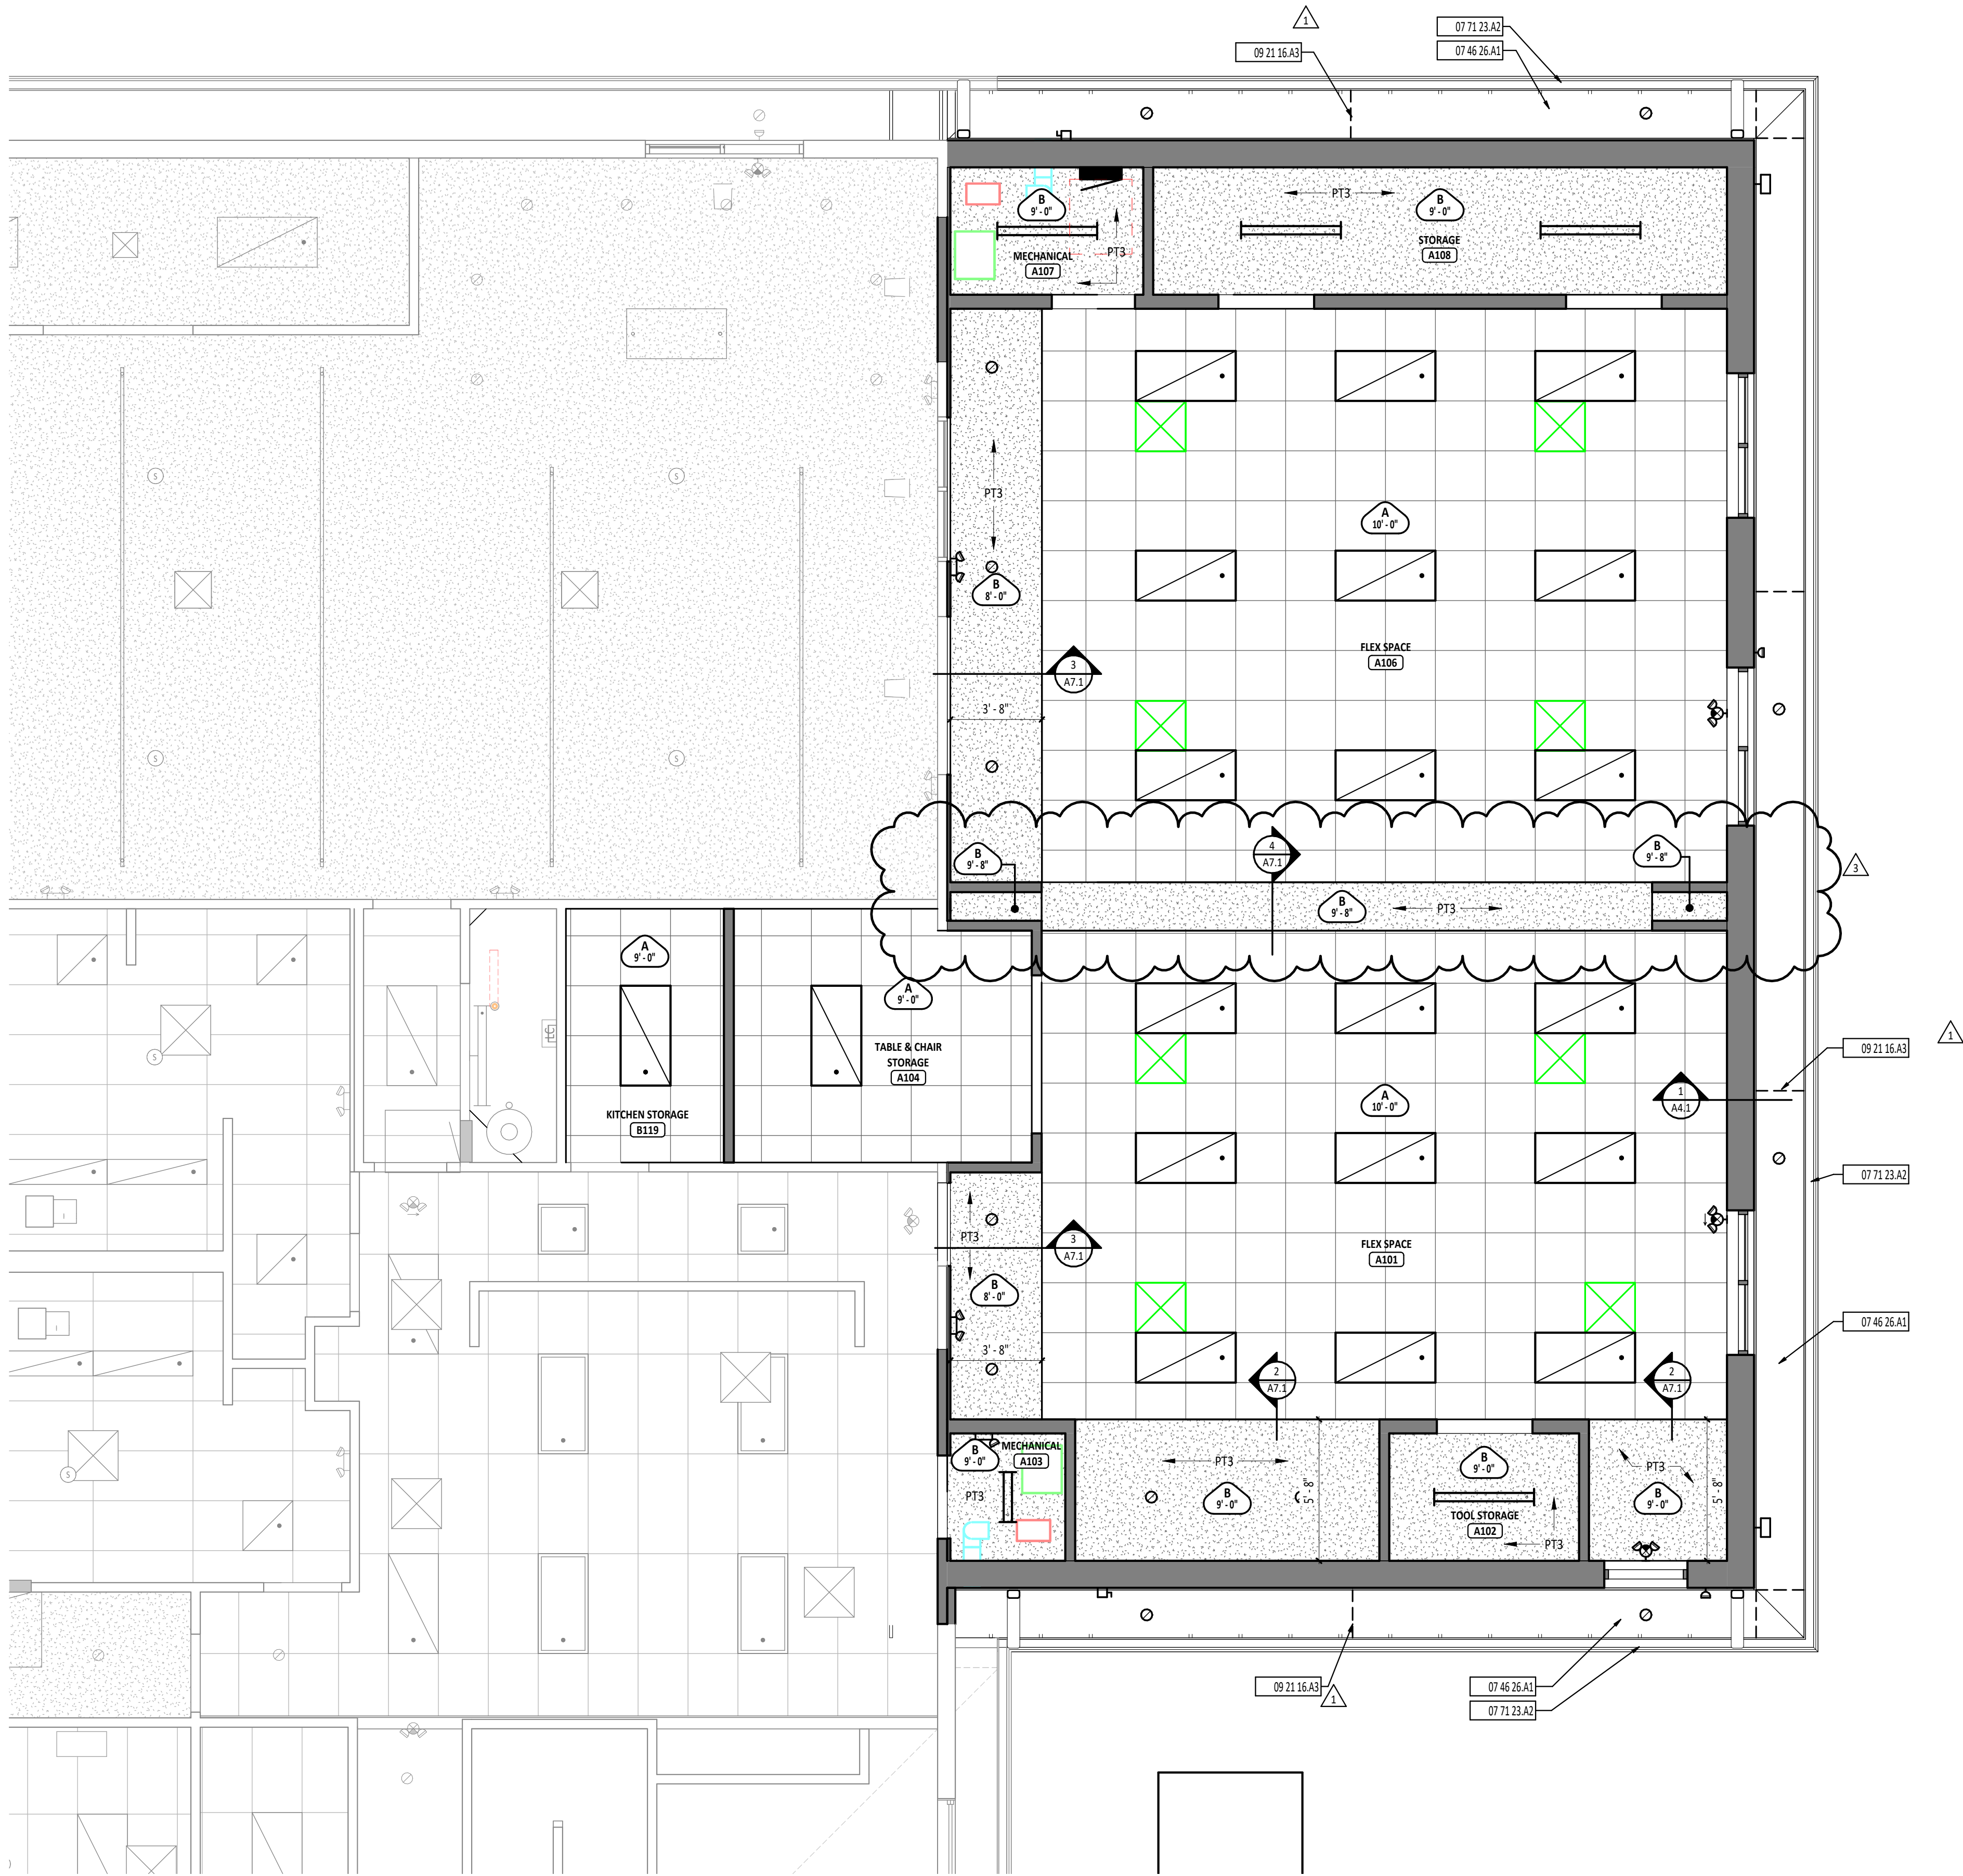 1
07 71 23.A2
09 21 16.A3
07 46 26.A1
PT3
B
9' - 0"
B
9' - 0"
STORAGE
A108
MECHANICAL
A107
PT3
PT3
S
S
A
10' - 0"
B
8' - 0"
FLEX SPACE
A106
3
A7.1
3' - 8"
S
S
B
9' - 8"
4
A7.1
B
9' - 8"
3
B
9' - 8"
PT3
A
9' - 0"
A
9' - 0"
TABLE & CHAIR
STORAGE
A104
S
KITCHEN STORAGE
B119
A
10' - 0"
1
A4.1
09 21 16.A3
1
07 71 23.A2
PT3
3
A7.1
FLEX SPACE
A101
B
8' - 0"
07 46 26.A1
3' - 8"
2
A7.1
2
A7.1
B
9' - 0"
MECHANICAL
A103
PT3
PT3
B
9' - 0"
5' - 8"
B
9' - 0"
TOOL STORAGE
A102
PT3
PT3
B
9' - 0"
5' - 8"
S
09 21 16.A3
1
07 46 26.A1
07 71 23.A2